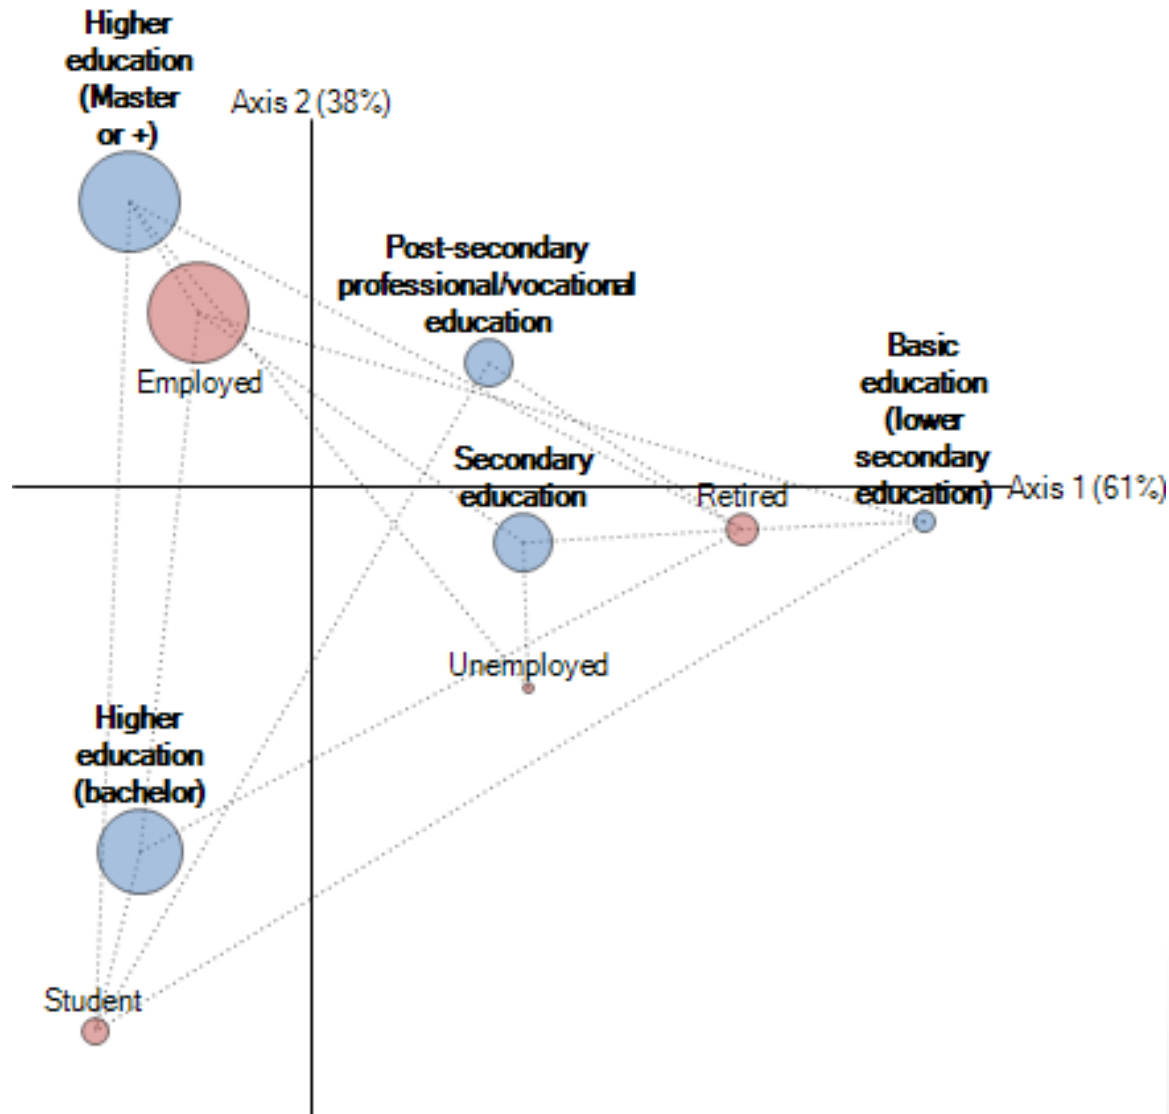 Higher
education
(Master
or +)
Axis 2 (38%)
Post-secondary
professional/vocational
education
Employed
Basic
education
(lower
secondary
education)
Secondary
education
Retired
Axis 1 (61%)
Unemployed
Higher
education
(bachelor)
Student